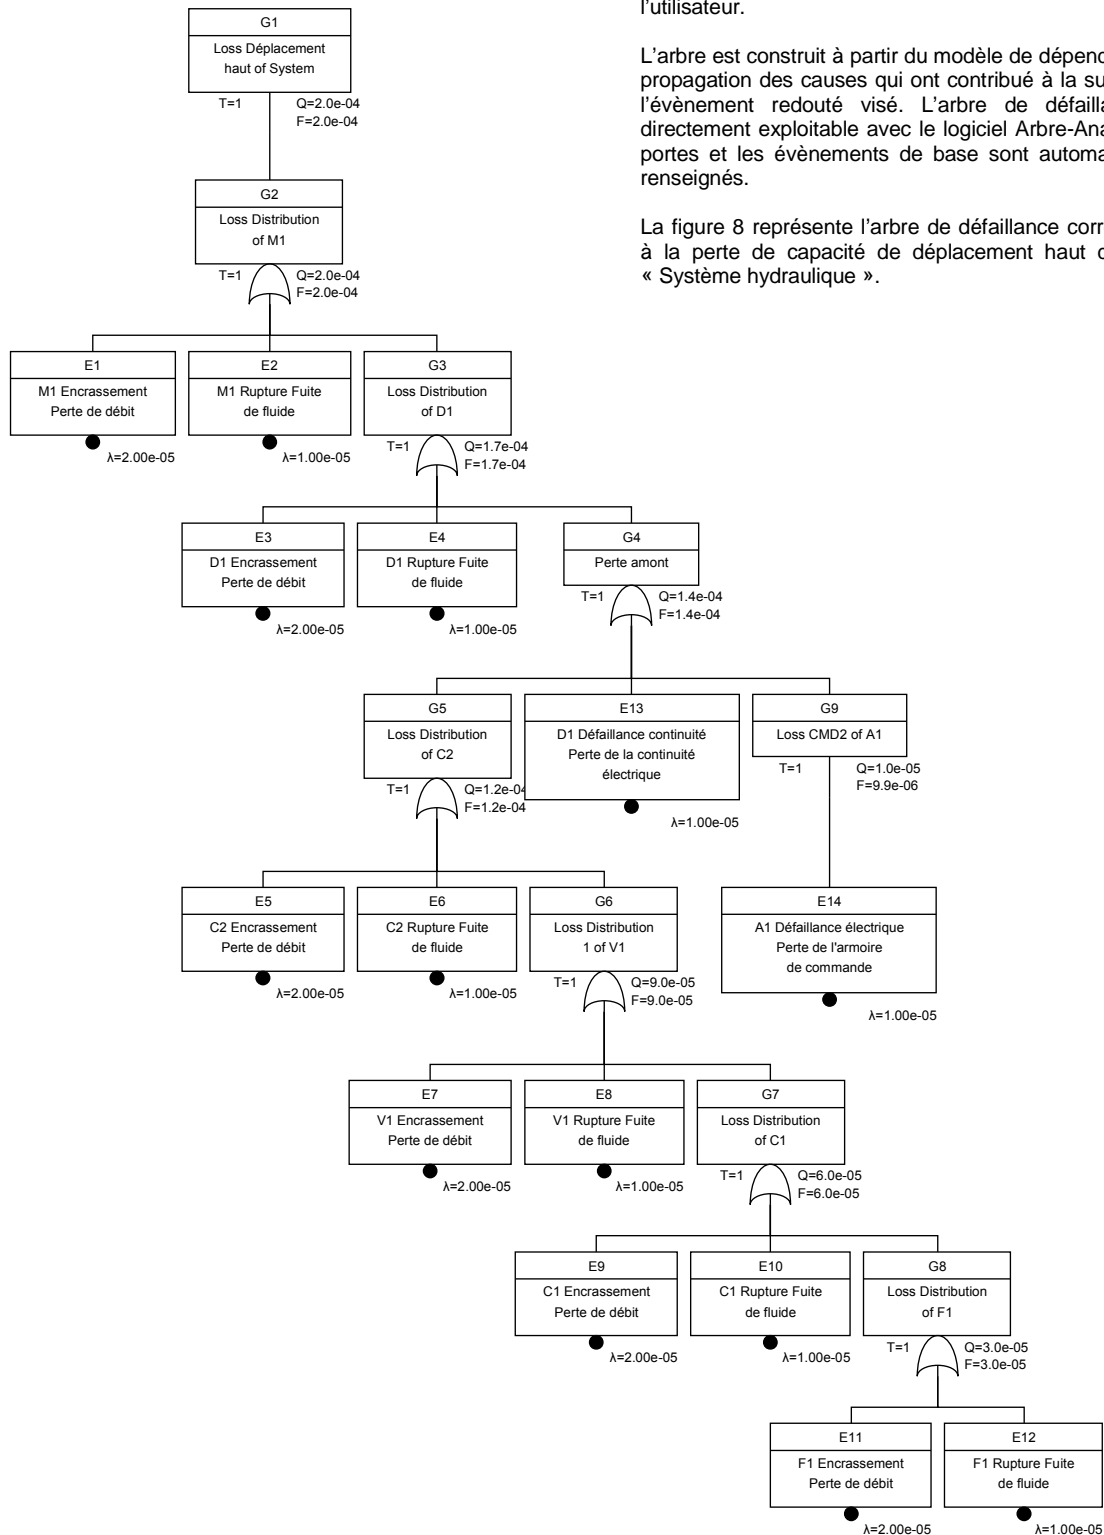 l'utilisateur.
L'arbre est construit à partir du modèle de
propagation des causes qui ont contribué à la
l'évènement redouté visé. L'arbre de
directement exploitable avec le logiciel
portes et les évènements de base sont
renseignés.
La figure 8 représente l'arbre de défaillance
à la perte de capacité de déplacement haut
« Système hydraulique ».
G1
Loss Déplacement
haut of System
T=1
Q=2.0e-04
F=2.0e-04
G2
Loss Distribution
of M1
T=1
Q=2.0e-04
F=2.0e-04
E1
M1 Encrassement
Perte de débit
λ=2.00e-05
E2
M1 Rupture Fuite
de fluide
λ=1.00e-05
G3
Loss Distribution
of D1
T=1
Q=1.7e-04
F=1.7e-04
E3
D1 Encrassement
Perte de débit
λ=2.00e-05
E4
D1 Rupture Fuite
de fluide
λ=1.00e-05
G4
Perte amont
T=1
Q=1.4e-04
F=1.4e-04
G5
Loss Distribution
of C2
T=1
Q=1.2e-04
F=1.2e-04
E13
D1 Défaillance continuité
Perte de la continuité
électrique
λ=1.00e-05
G9
Loss CMD2 of A1
T=1
Q=1.0e-05
F=9.9e-06
E5
C2 Encrassement
Perte de débit
λ=2.00e-05
E6
C2 Rupture Fuite
de fluide
λ=1.00e-05
G6
Loss Distribution
1 of V1
T=1
Q=9.0e-05
F=9.0e-05
E14
A1 Défaillance électrique
Perte de l'armoire
de commande
λ=1.00e-05
E7
V1 Encrassement
Perte de débit
λ=2.00e-05
E8
V1 Rupture Fuite
de fluide
λ=1.00e-05
G7
Loss Distribution
of C1
T=1
Q=6.0e-05
F=6.0e-05
E9
C1 Encrassement
Perte de débit
λ=2.00e-05
E10
C1 Rupture Fuite
de fluide
λ=1.00e-05
G8
Loss Distribution
of F1
T=1
Q=3.0e-05
F=3.0e-05
E11
F1 Encrassement
Perte de débit
λ=2.00e-05
E12
F1 Rupture Fuite
de fluide
λ=1.00e-05